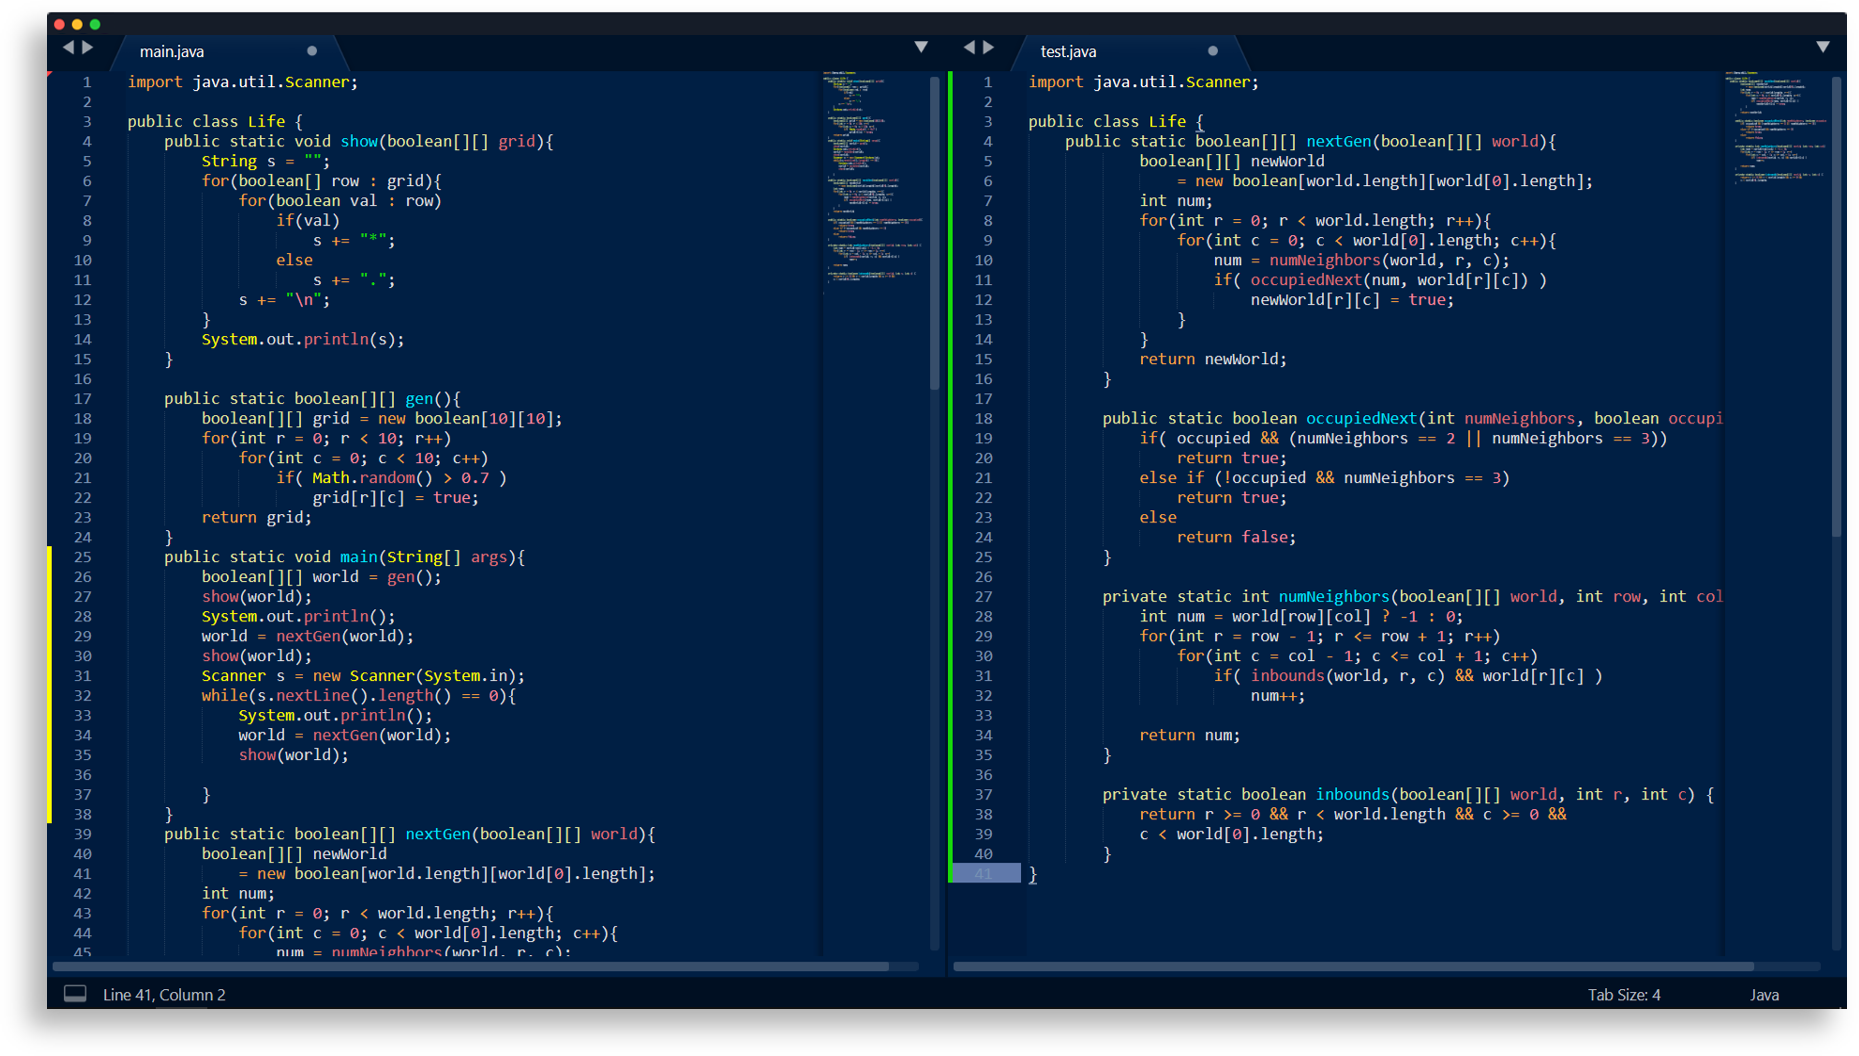 main.java
1 import java.util.Scanner;
2
3 public class Life {
4     public static void show(boolean[][] grid){
5         String s = "";
6         for(boolean[] row : grid){
7             for(boolean val : row)
8                 if(val)
9                     s += "*";
10                 else
11                     s += ".";
12             s += "\n";
13         }
14         System.out.println(s);
15     }
16
17     public static boolean[][] gen(){
18         boolean[][] grid = new boolean[10][10];
19         for(int r = 0; r < 10; r++)
20             for(int c = 0; c < 10; c++)
21                 if( Math.random() > 0.7 )
22                     grid[r][c] = true;
23         return grid;
24     }
25     public static void main(String[] args){
26         boolean[][] world = gen();
27         show(world);
28         System.out.println();
29         world = nextGen(world);
30         show(world);
31         Scanner s = new Scanner(System.in);
32         while(s.nextLine().length() == 0){
33             System.out.println();
34             world = nextGen(world);
35             show(world);
36
37         }
38     }
39     public static boolean[][] nextGen(boolean[][] world){
40         boolean[][] newWorld
41             = new boolean[world.length][world[0].length];
42         int num;
43         for(int r = 0; r < world.length; r++){
44             for(int c = 0; c < world[0].length; c++){
45                 num = numNeighbors(world, r, c);
test.java
1 import java.util.Scanner;
2
3 public class Life {
4     public static boolean[][] nextGen(boolean[][] world){
5             boolean[][] newWorld
6                 = new boolean[world.length][world[0].length];
7             int num;
8             for(int r = 0; r < world.length; r++){
9                 for(int c = 0; c < world[0].length; c++){
10                     num = numNeighbors(world, r, c);
11                     if( occupiedNext(num, world[r][c]) )
12                         newWorld[r][c] = true;
13                 }
14             }
15             return newWorld;
16         }
17
18         public static boolean occupiedNext(int numNeighbors, boolean occupi
19             if( occupied && (numNeighbors == 2 || numNeighbors == 3))
20                 return true;
21             else if (!occupied && numNeighbors == 3)
22                 return true;
23             else
24                 return false;
25         }
26
27         private static int numNeighbors(boolean[][] world, int row, int col
28             int num = world[row][col] ? -1 : 0;
29             for(int r = row - 1; r <= row + 1; r++)
30                 for(int c = col - 1; c <= col + 1; c++)
31                     if( inbounds(world, r, c) && world[r][c] )
32                         num++;
33
34             return num;
35         }
36
37         private static boolean inbounds(boolean[][] world, int r, int c) {
38             return r >= 0 && r < world.length && c >= 0 &&
39             c < world[0].length;
40         }
41 }
Line 41, Column 2
Tab Size: 4
Java